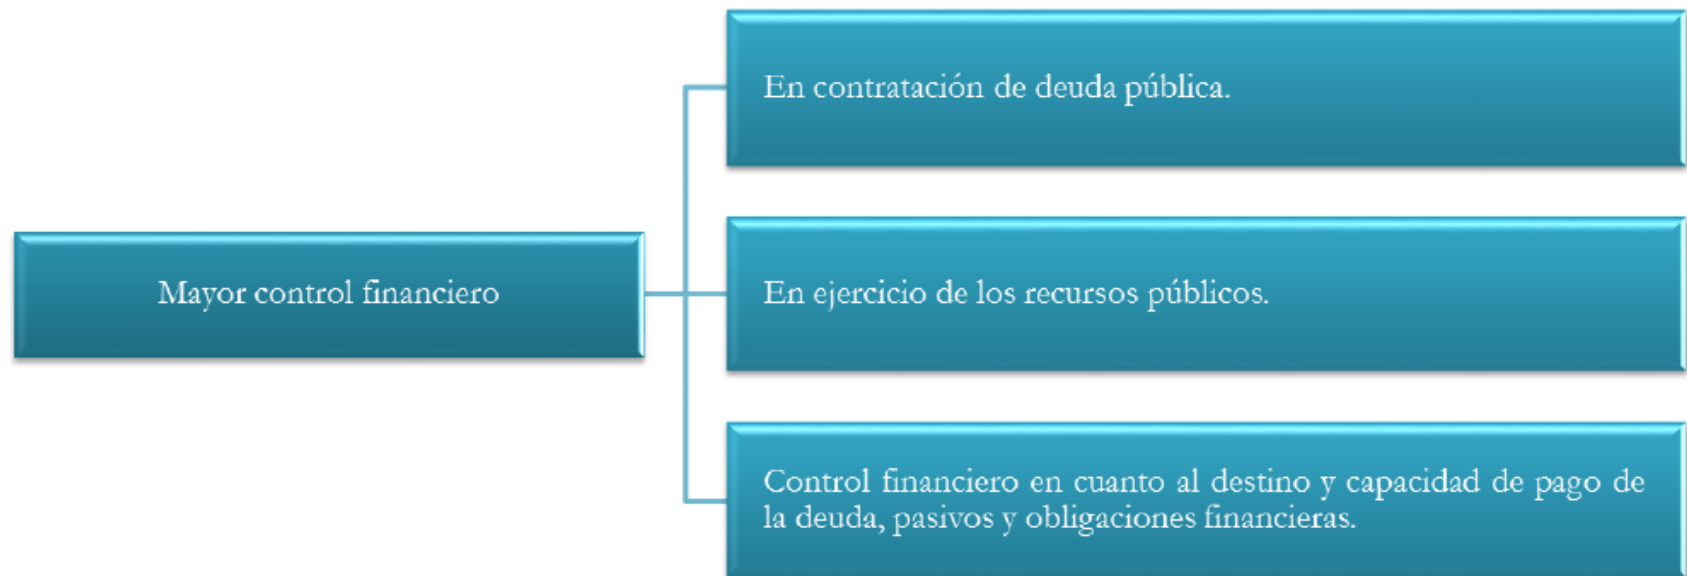 En contratación de deuda pública.
Mayor control financiero
En ejercicio de los recursos públicos.
Control financiero en cuanto al destino y capacidad de pago de
la deuda, pasivos y obligaciones financieras.